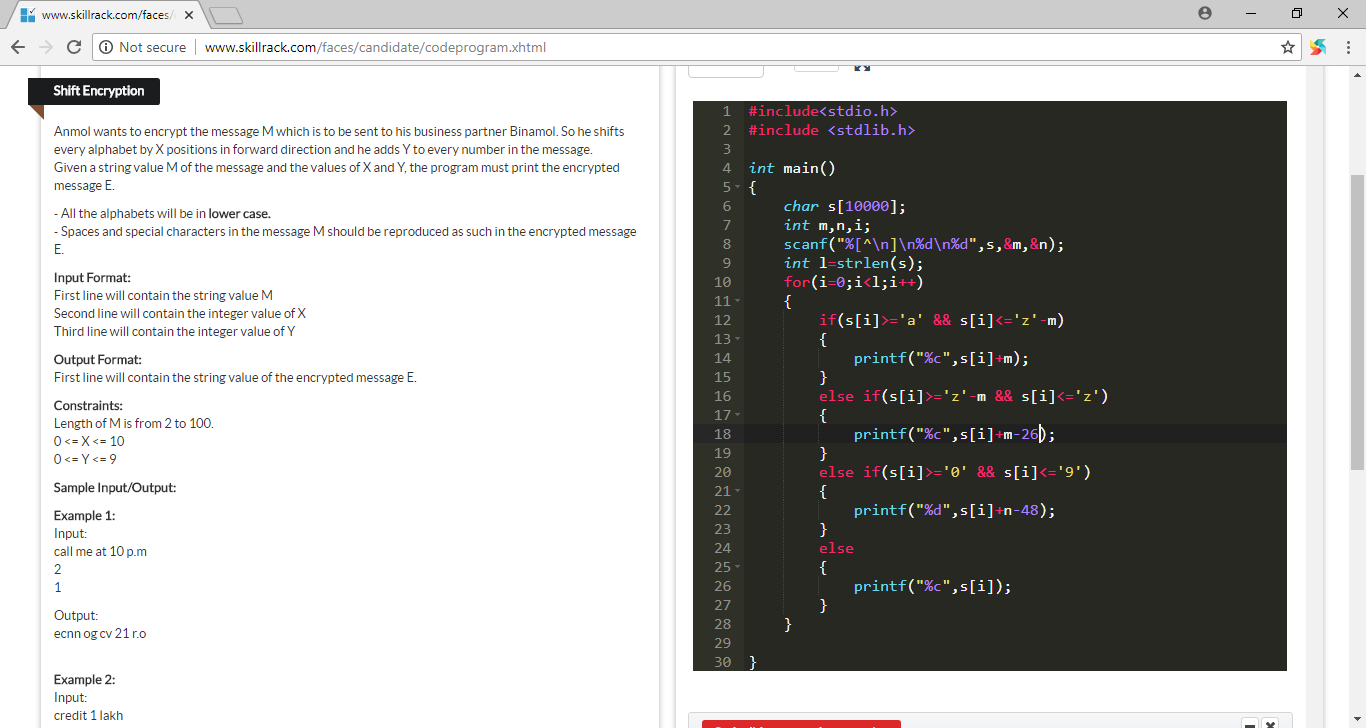 www.skillrack.com/faces/
Not secure
www.skillrack.com/faces/candidate/codeprogram.xhtml
Shift Encryption
Anmol wants to encrypt the message M which is to be sent to his business partner Binamol. So he shifts
every alphabet by X positions in forward direction and he adds Y to every number in the message.
Given a string value M of the message and the values of X and Y, the program must print the encrypted
message E.
- All the alphabets will be in lower case.
- Spaces and special characters in the message M should be reproduced as such in the encrypted message
E.
Input Format:
First line will contain the string value M
Second line will contain the integer value of X
Third line will contain the integer value of Y
Output Format:
First line will contain the string value of the encrypted message E.
Constraints:
Length of M is from 2 to 100.
0 <= X <= 10
0 <= Y <= 9
Sample Input/Output:
Example 1:
Input:
call me at 10 p.m
2
1
Output:
ecnn og cv 21 r.o
Example 2:
Input:
credit 1 lakh
1 #include<stdio.h>
2 #include <stdlib.h>
3
4 int main()
5 {
6 char s[10000];
7 int m,n,i;
8 scanf("%[^\n]\n%d\n%d",s,&m,&n);
9 int l=strlen(s);
10 for(i=0;i<l;i++)
11 {
12 if(s[i]>='a' && s[i]<='z'-m)
13 {
14 printf("%c",s[i]+m);
15 }
16 else if(s[i]>='z'-m && s[i]<='z')
17 {
18 printf("%c",s[i]+m-26);
19 }
20 else if(s[i]>='0' && s[i]<='9')
21 {
22 printf("%d",s[i]+n-48);
23 }
24 else
25 {
26 printf("%c",s[i]);
27 }
28 }
29
30 }